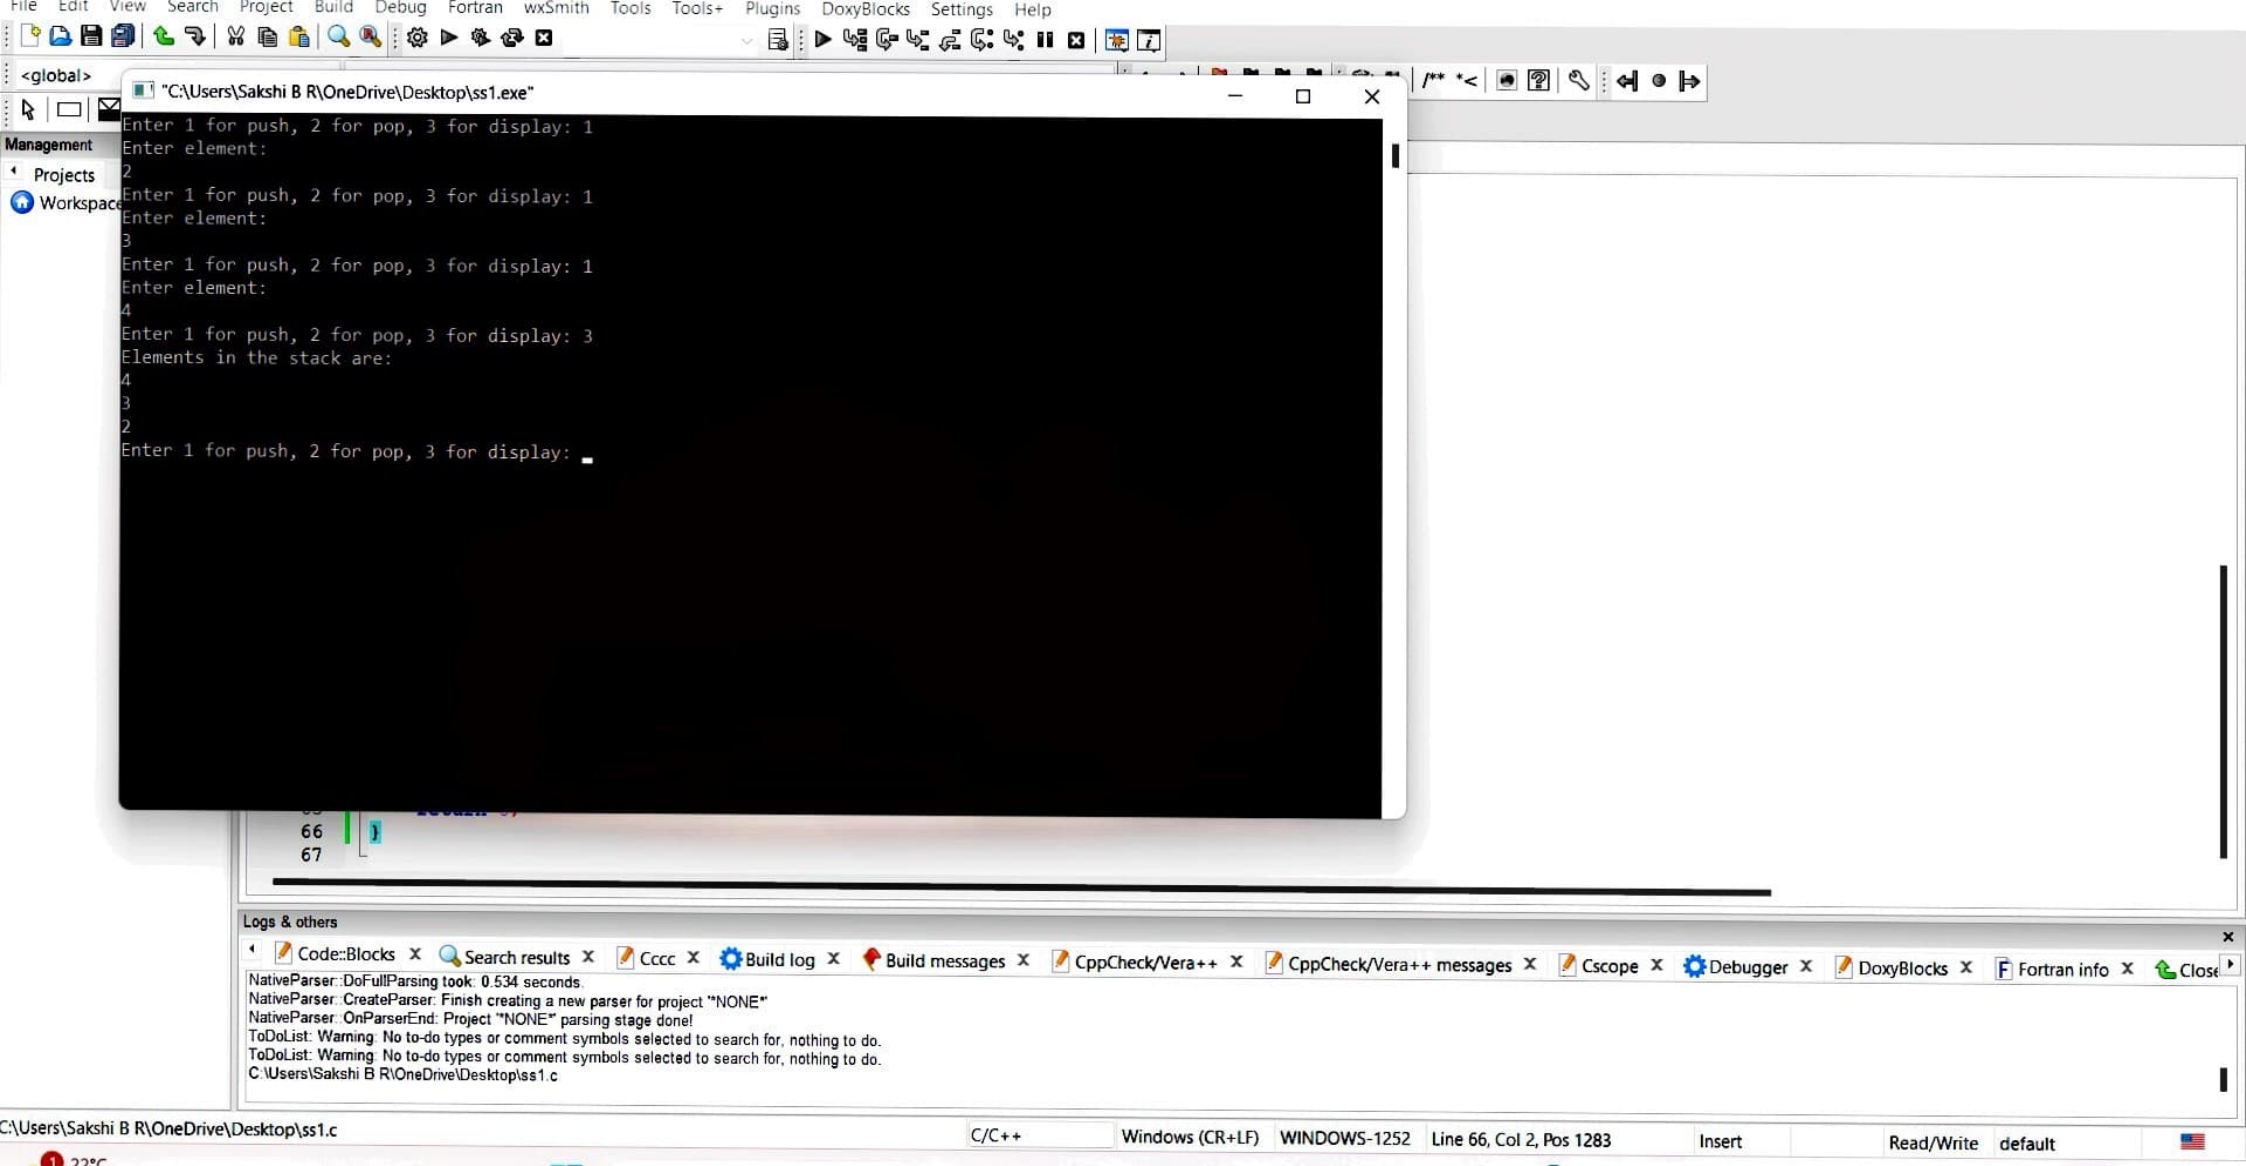 File Edit View Search Project Build Debug Fortran wxSmith Tools Tools+ Plugins DoxyBlocks Settings Help
<global>
/** *<
"C:\Users\Sakshi B R\OneDrive\Desktop\ss1.exe"
Management
Projects
Workspace
Enter 1 for push, 2 for pop, 3 for display: 1
Enter element:
2
Enter 1 for push, 2 for pop, 3 for display: 1
Enter element:
3
Enter 1 for push, 2 for pop, 3 for display: 1
Enter element:
4
Enter 1 for push, 2 for pop, 3 for display: 3
Elements in the stack are:
4
3
2
Enter 1 for push, 2 for pop, 3 for display:
66 }
67
Logs & others
Code::Blocks X Search results X Cccc X Build log X Build messages X CppCheck/Vera++ X CppCheck/Vera++ messages X Cscope X Debugger X DoxyBlocks X Fortran info X Close
NativeParser::DoFullParsing took: 0.534 seconds.
NativeParser::CreateParser: Finish creating a new parser for project '*NONE*'
NativeParser::OnParserEnd: Project '*NONE*' parsing stage done!
ToDoList: Warning: No to-do types or comment symbols selected to search for, nothing to do.
ToDoList: Warning: No to-do types or comment symbols selected to search for, nothing to do.
C:\Users\Sakshi B R\OneDrive\Desktop\ss1.c
C:\Users\Sakshi B R\OneDrive\Desktop\ss1.c C/C++ Windows (CR+LF) WINDOWS-1252 Line 66, Col 2, Pos 1283 Insert Read/Write default
1 22°C